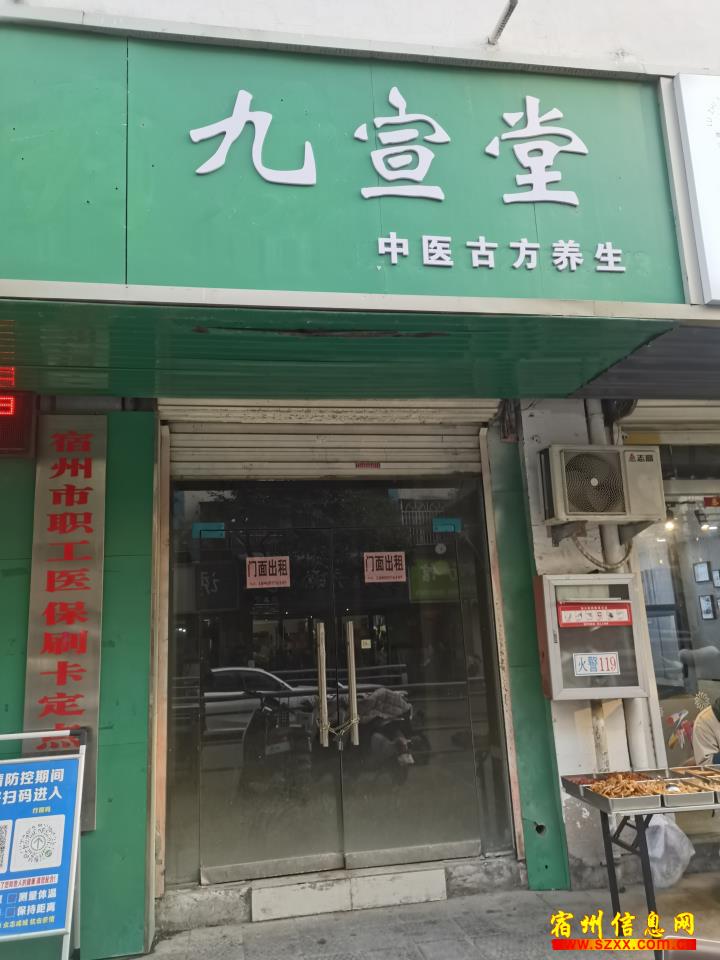 九宣堂
中医古方养生
宿州市职工医保刷卡定点
门面出租
门面出租
志高
火警119
防控期间
扫码进入
测量体温
保持距离
宿州信息网
www.szxx.com.cn